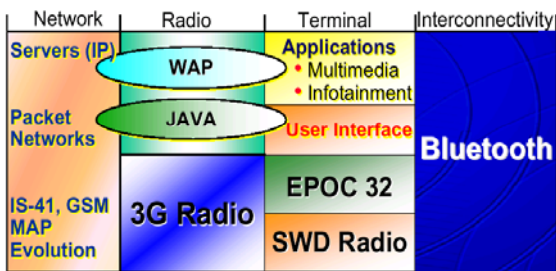 Network
Radio
Terminal
Interconnectivity
Servers (IP)
Packet
Networks
IS-41, GSM
MAP
Evolution
WAP
JAVA
3G Radio
Applications
• Multimedia
• Infotainment
User Interface
EPOC 32
SWD Radio
Bluetooth